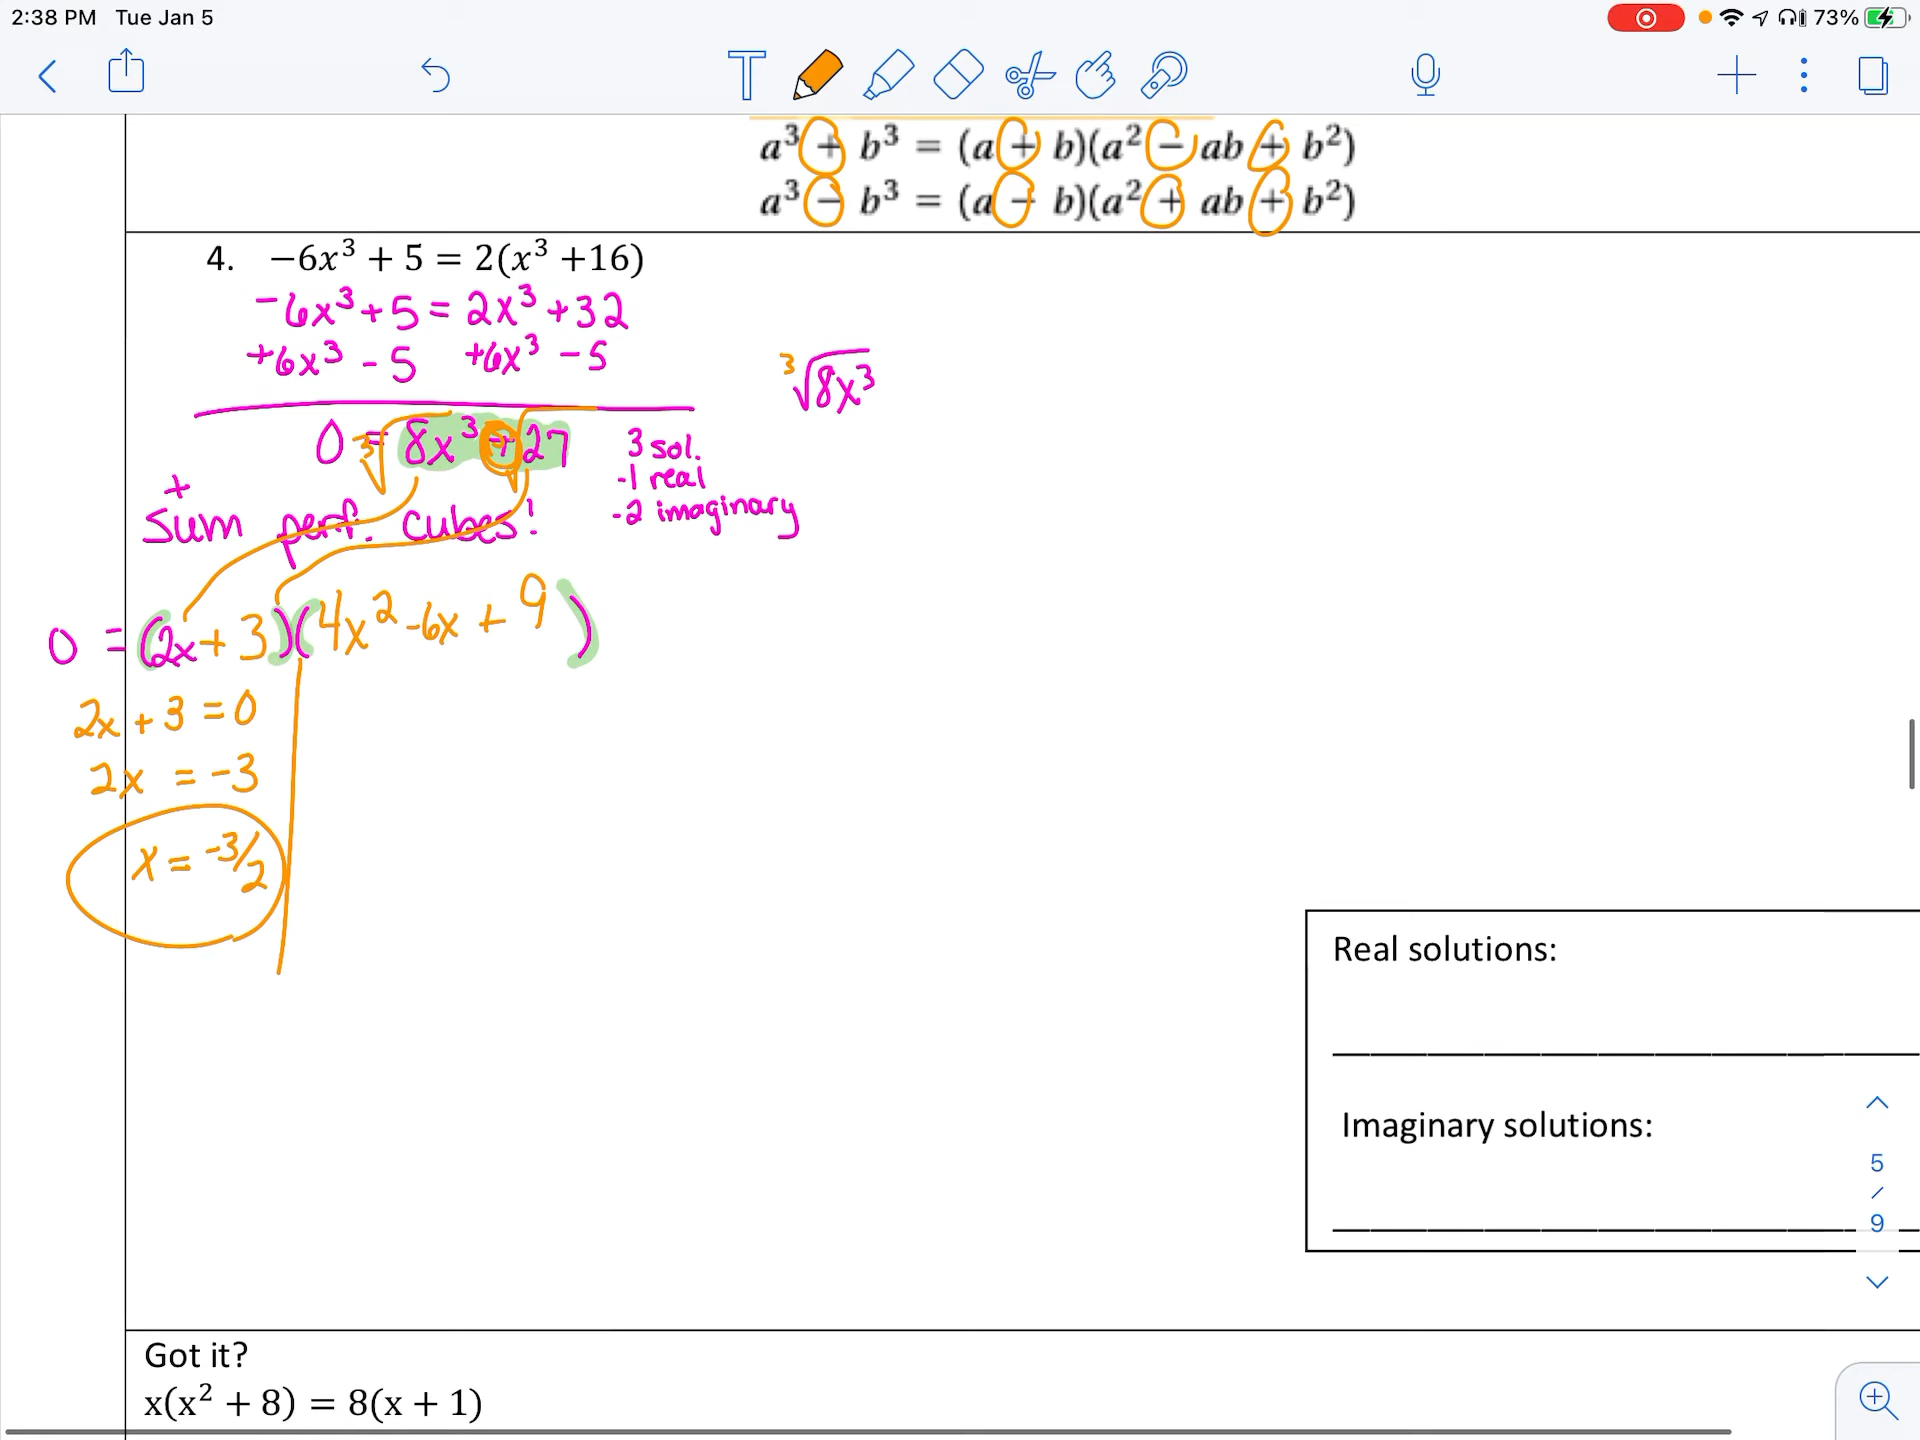 2:38 PM Tue Jan 5
73%
T
a³ + b³ = (a + b)(a² − ab + b²)
a³ − b³ = (a − b)(a² + ab + b²)
4. −6x³ + 5 = 2(x³ +16)
-6x³ + 5 = 2x³ + 32
+6x³ - 5 +6x³ - 5
³√8x³
0 = ³√8x³ + 27
3 sol.
-1 real
-2 imaginary
+
Sum perf. cubes!
0 = (2x + 3)(4x² - 6x + 9)
2x + 3 = 0
2x = -3
x = -3/2
Real solutions:
Imaginary solutions:
5
/
9
Got it?
x(x² + 8) = 8(x + 1)